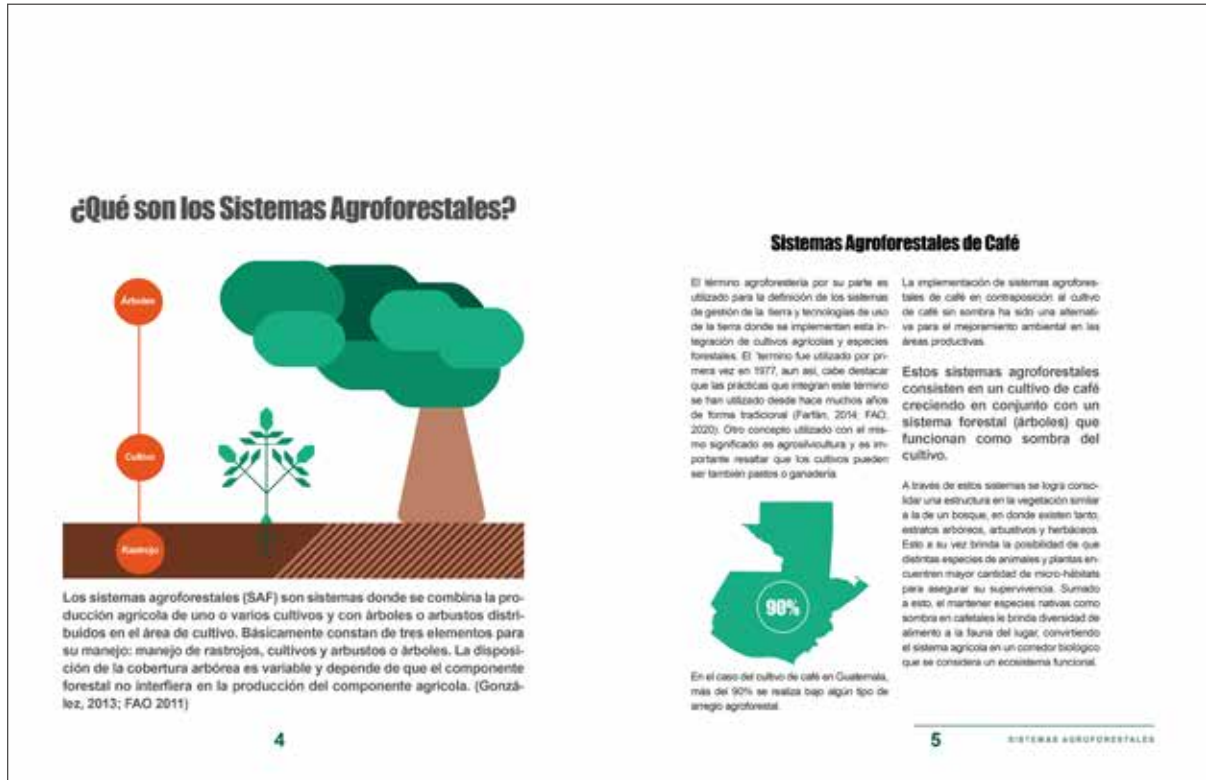 ¿Qué son los Sistemas Agroforestales?
Árboles
Cultivo
Rastrojo
Los sistemas agroforestales (SAF) son sistemas donde se combina la pro-
ducción agrícola de uno o varios cultivos y con árboles o arbustos distri-
buidos en el área de cultivo. Básicamente constan de tres elementos para
su manejo: manejo de rastrojos, cultivos y arbustos o árboles. La disposi-
ción de la cobertura arbórea es variable y depende de que el componente
forestal no interfiera en la producción del componente agrícola. (Gonzá-
lez, 2013; FAO 2011)
4
Sistemas Agroforestales de Café
El término agroforestería por su parte es
utilizado para la definición de los sistemas
de gestión de la tierra y tecnologías de uso
de la tierra donde se implementan esta in-
tegración de cultivos agrícolas y especies
forestales. El ´termino fue utilizado por pri-
mera vez en 1977, aun así, cabe destacar
que las prácticas que integran este término
se han utilizado desde hace muchos años
de forma tradicional (Farfán, 2014; FAO,
2020). Otro concepto utilizado con el mis-
mo significado es agrosilvicultura y es im-
portante resaltar que los cultivos pueden
ser también pastos o ganadería.
90%
En el caso del cultivo de café en Guatemala,
más del 90% se realiza bajo algún tipo de
arreglo agroforestal.
La implementación de sistemas agrofores-
tales de café en contraposición al cultivo
de café sin sombra ha sido una alternati-
va para el mejoramiento ambiental en las
áreas productivas.
Estos sistemas agroforestales
consisten en un cultivo de café
creciendo en conjunto con un
sistema forestal (árboles) que
funcionan como sombra del
cultivo.
A través de estos sistemas se logra conso-
lidar una estructura en la vegetación similar
a la de un bosque, en donde existen tanto,
estratos arbóreos, arbustivos y herbáceos.
Esto a su vez brinda la posibilidad de que
distintas especies de animales y plantas en-
cuentren mayor cantidad de micro-hábitats
para asegurar su supervivencia. Sumado
a esto, el mantener especies nativas como
sombra en cafetales le brinda diversidad de
alimento a la fauna del lugar, convirtiendo
el sistema agrícola en un corredor biológico
que se considera un ecosistema funcional.
5
SISTEMAS AGROFORESTALES